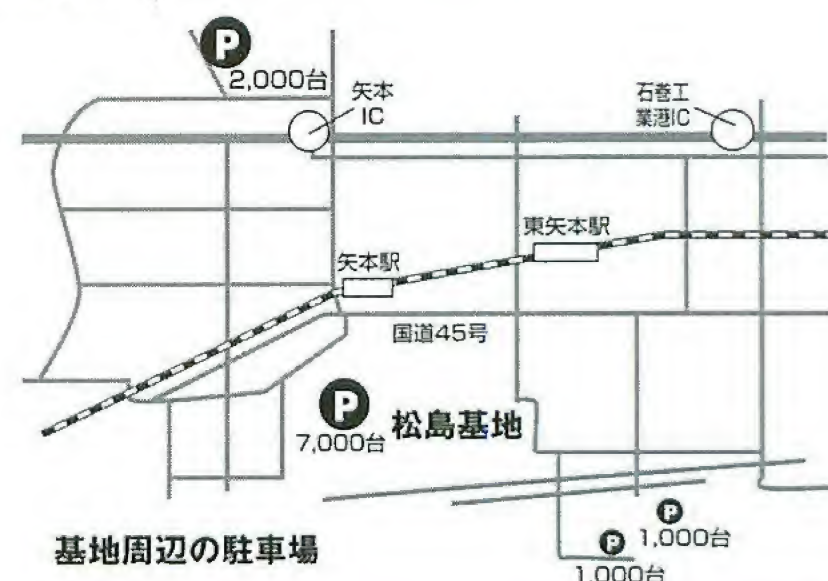 P
2,000台
矢本
IC
石巻工
業港IC
東矢本駅
矢本駅
国道45号
P
7,000台
松島基地
P
1,000台
P
1,000台
基地周辺の駐車場